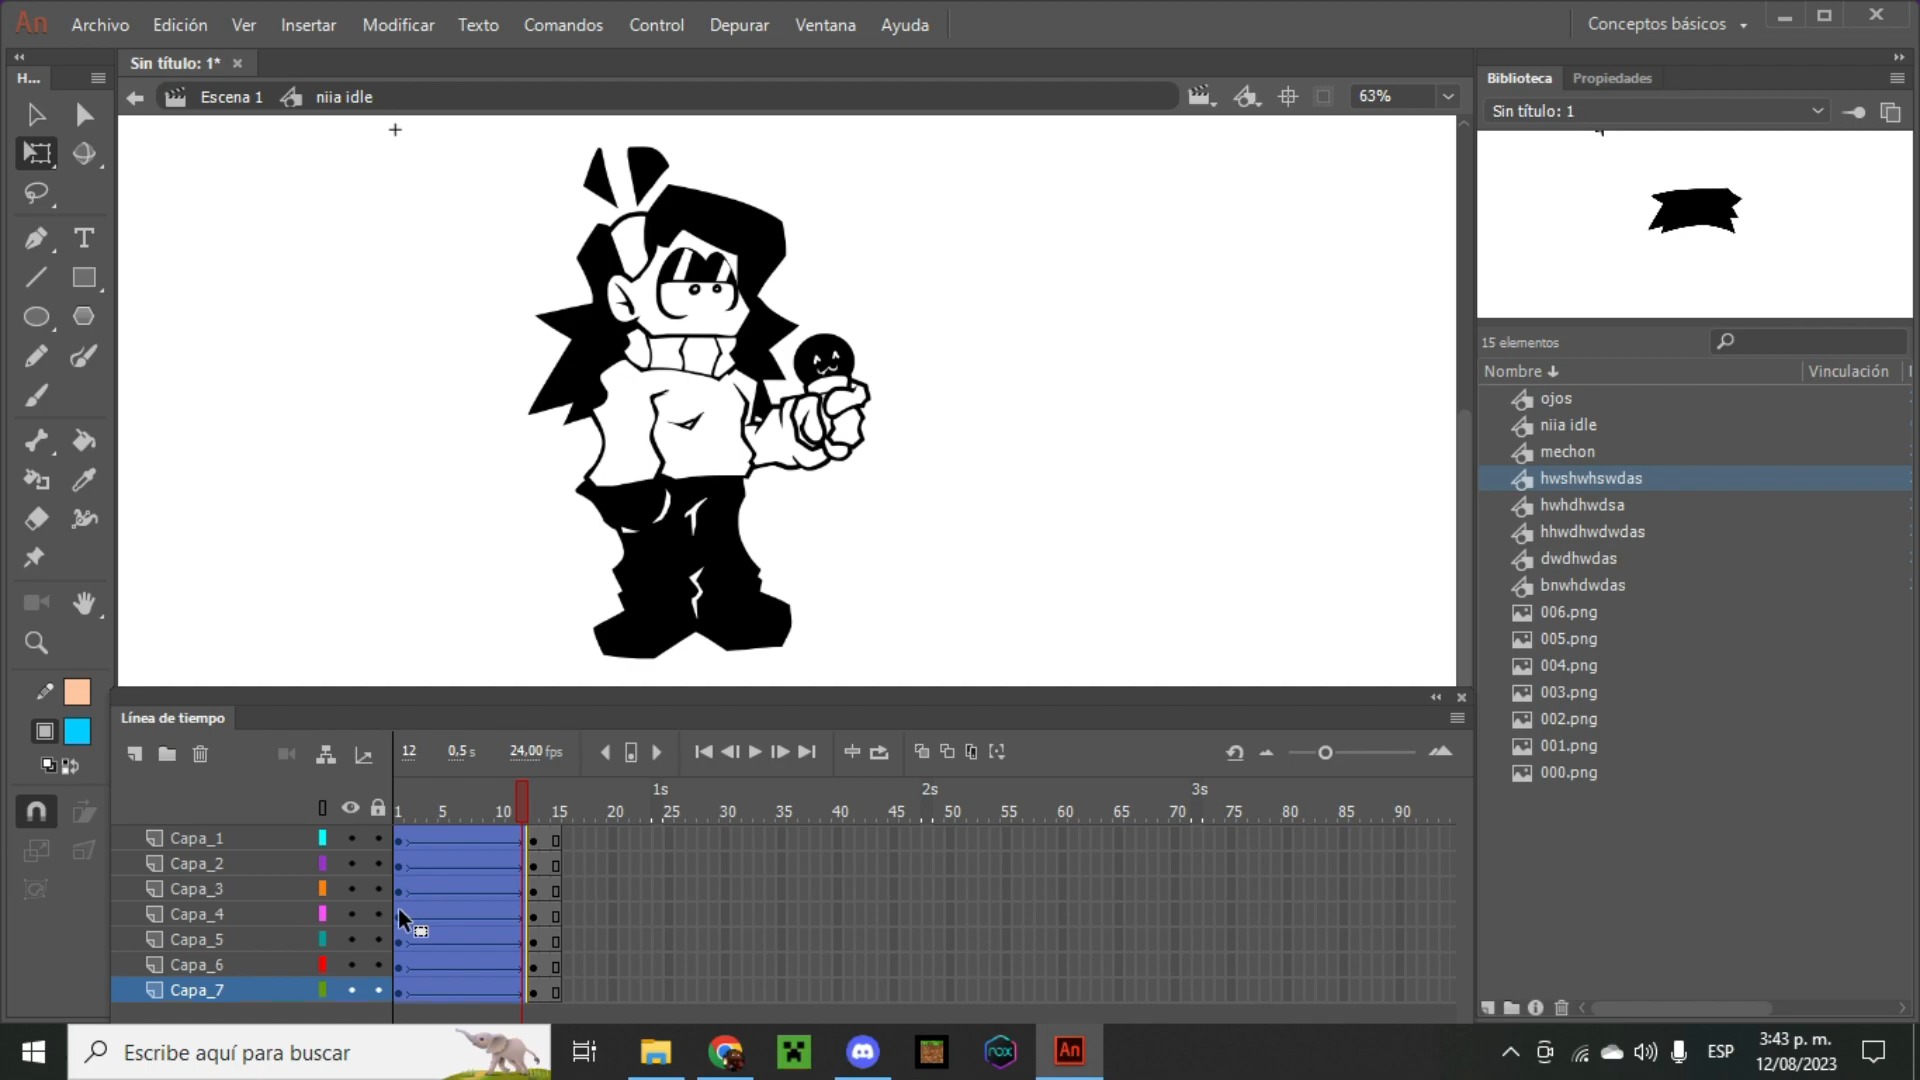 An Archivo Edición Ver Insertar Modificar Texto Comandos Control Depurar Ventana Ayuda Conceptos básicos
H... Sin título: 1* Biblioteca Propiedades
Escena 1 niia idle 63% Sin título: 1
15 elementos
Nombre Vinculación
ojos
niia idle
mechon
hwshwhswdas
hwhdhwdsa
hhwdhwdwdas
dwdhwdas
bnwhdwdas
006.png
005.png
004.png
003.png
002.png
001.png
000.png
Línea de tiempo
12 0,5 s 24,00 fps
1s 2s 3s
1 5 10 15 20 25 30 35 40 45 50 55 60 65 70 75 80 85 90
Capa_1
Capa_2
Capa_3
Capa_4
Capa_5
Capa_6
Capa_7
Escribe aquí para buscar nox An ESP 3:43 p. m.
12/08/2023